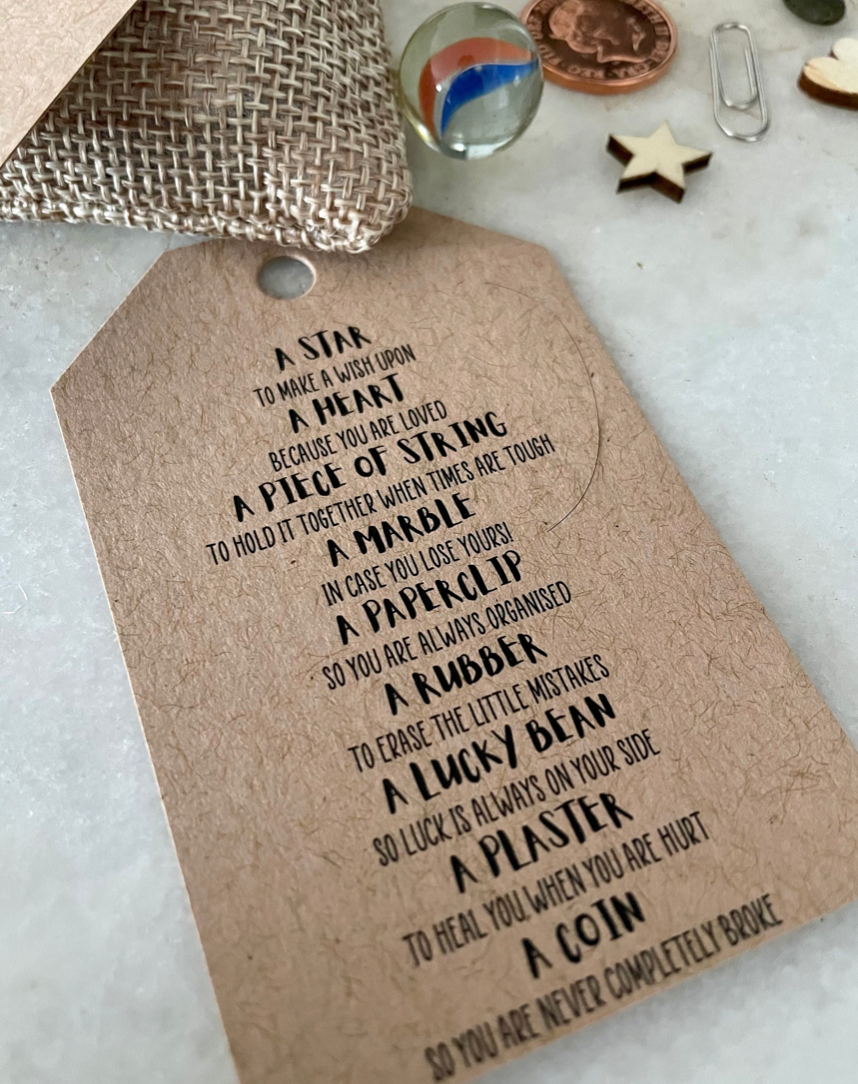 A STAR
TO MAKE A WISH UPON
A HEART
BECAUSE YOU ARE LOVED
A PIECE OF STRING
TO HOLD IT TOGETHER WHEN TIMES ARE TOUGH
A MARBLE
IN CASE YOU LOSE YOURS!
A PAPERCLIP
SO YOU ARE ALWAYS ORGANISED
A RUBBER
TO ERASE THE LITTLE MISTAKES
A LUCKY BEAN
SO LUCK IS ALWAYS ON YOUR SIDE
A PLASTER
TO HEAL YOU WHEN YOU ARE HURT
A COIN
SO YOU ARE NEVER COMPLETELY BROKE